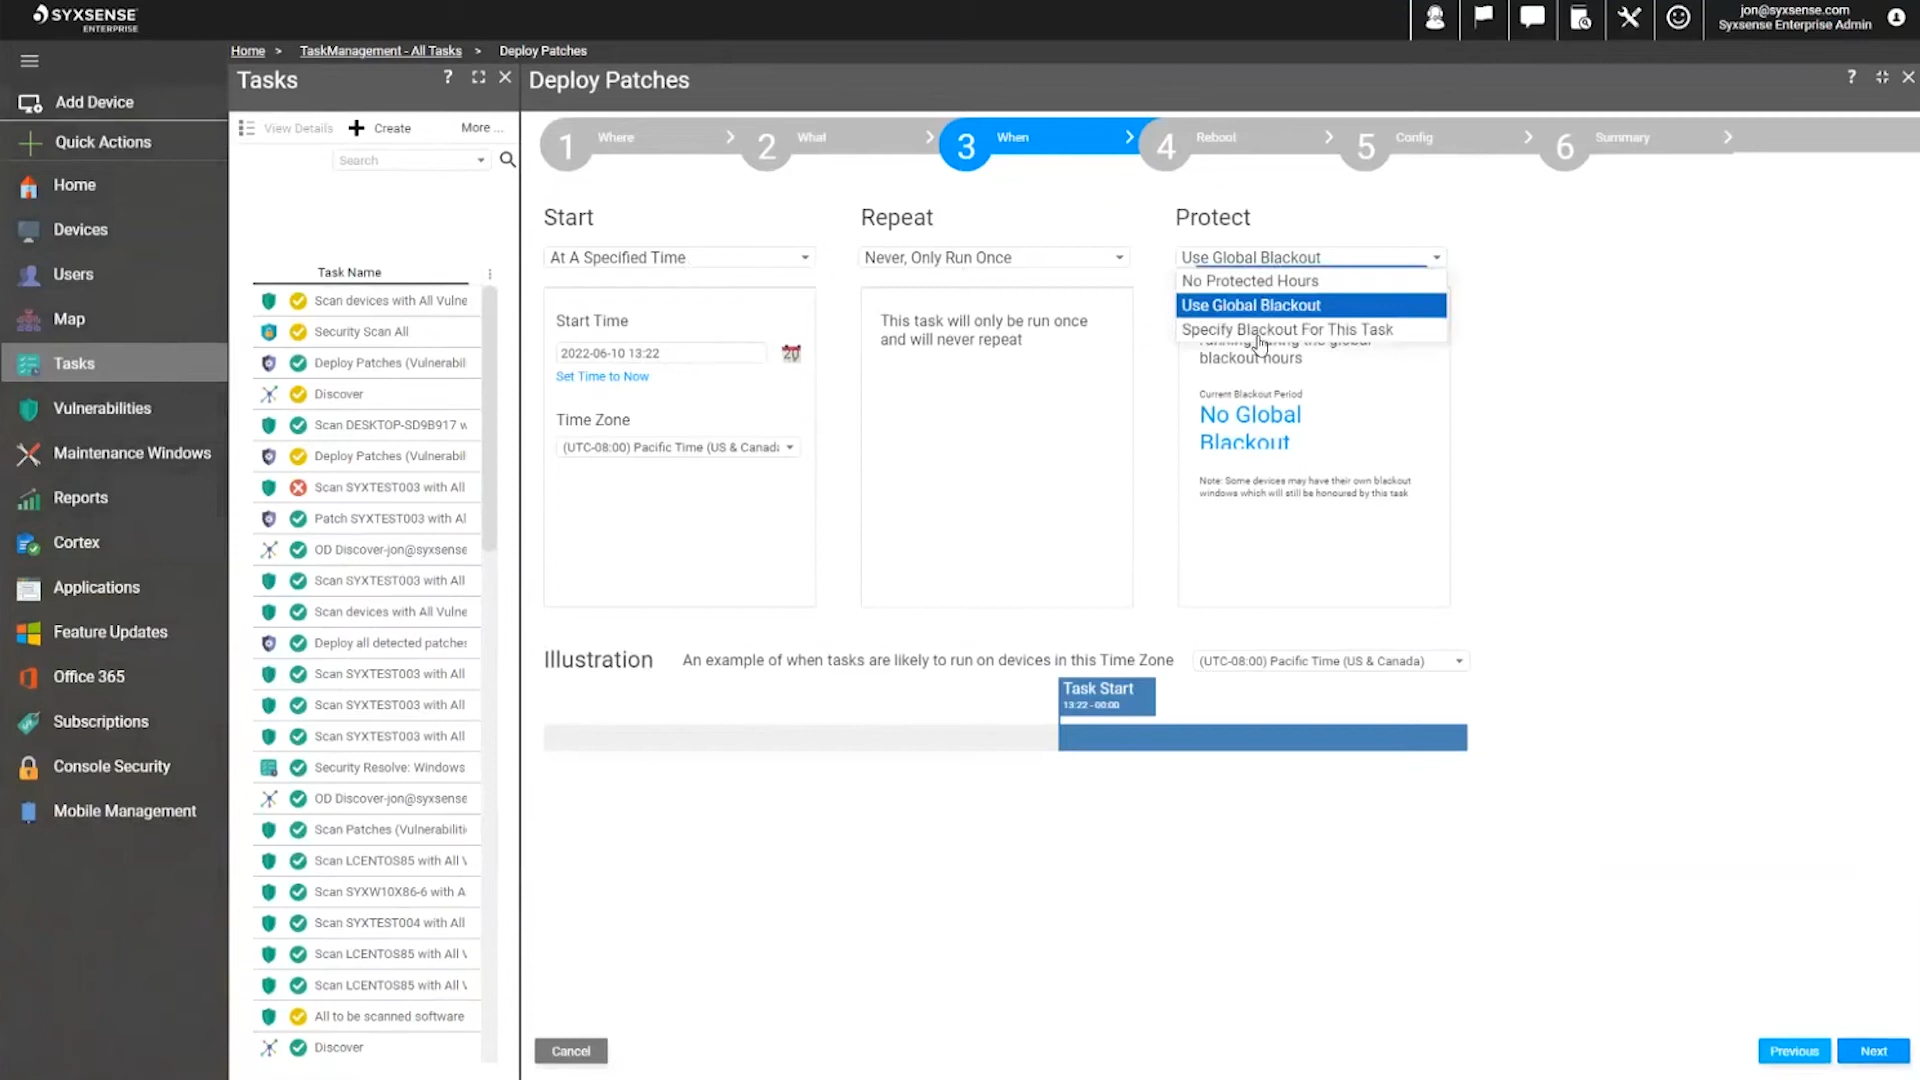 SYXSENSE
ENTERPRISE
jon@syxsense.com
Syxsense Enterprise Admin
Home > TaskManagement - All Tasks > Deploy Patches
Add Device
Quick Actions
Home
Devices
Users
Map
Tasks
Vulnerabilities
Maintenance Windows
Reports
Cortex
Applications
Feature Updates
Office 365
Subscriptions
Console Security
Mobile Management
Tasks
?
View Details
Create
More ...
Search
Task Name
Scan devices with All Vulne
Security Scan All
Deploy Patches (Vulnerabil
Discover
Scan DESKTOP-SD9B917 w
Deploy Patches (Vulnerabil
Scan SYXTEST003 with All
Patch SYXTEST003 with Al
OD Discover-jon@syxsense
Scan SYXTEST003 with All
Scan devices with All Vulne
Deploy all detected patches
Scan SYXTEST003 with All
Scan SYXTEST003 with All
Scan SYXTEST003 with All
Security Resolve: Windows
OD Discover-jon@syxsense
Scan Patches (Vulnerabiliti
Scan LCENTOS85 with All V
Scan SYXW10X86-6 with A
Scan SYXTEST004 with All
Scan LCENTOS85 with All V
Scan LCENTOS85 with All V
All to be scanned software
Discover
Deploy Patches
?
1 Where
2 What
3 When
4 Reboot
5 Config
6 Summary
Start
At A Specified Time
Start Time
2022-06-10 13:22
20
Set Time to Now
Time Zone
(UTC-08:00) Pacific Time (US & Canada
Repeat
Never, Only Run Once
This task will only be run once
and will never repeat
Protect
Use Global Blackout
No Protected Hours
Use Global Blackout
Specify Blackout For This Task
running during the global
blackout hours
Current Blackout Period
No Global
Blackout
Note: Some devices may have their own blackout
windows which will still be honoured by this task
Illustration
An example of when tasks are likely to run on devices in this Time Zone
(UTC-08:00) Pacific Time (US & Canada)
Task Start
13:22 - 00:00
Cancel
Previous
Next